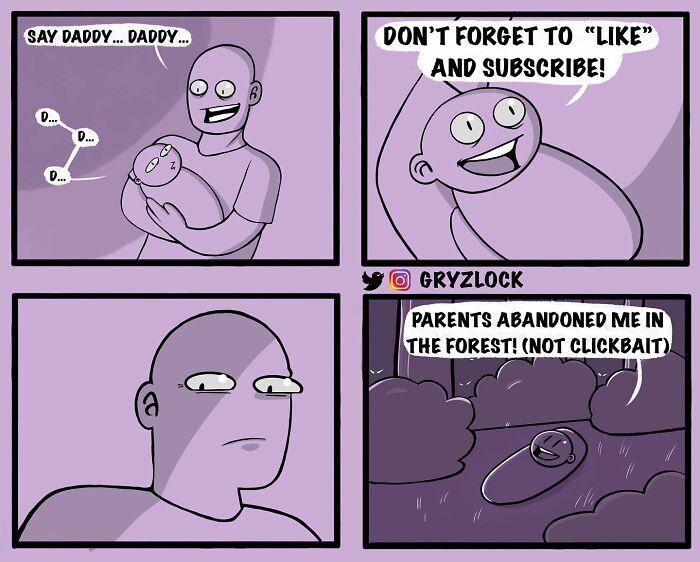 SAY DADDY... DADDY...
D...
D...
D...
DON'T FORGET TO "LIKE"
AND SUBSCRIBE!
GRYZLOCK
PARENTS ABANDONED ME IN
THE FOREST! (NOT CLICKBAIT)